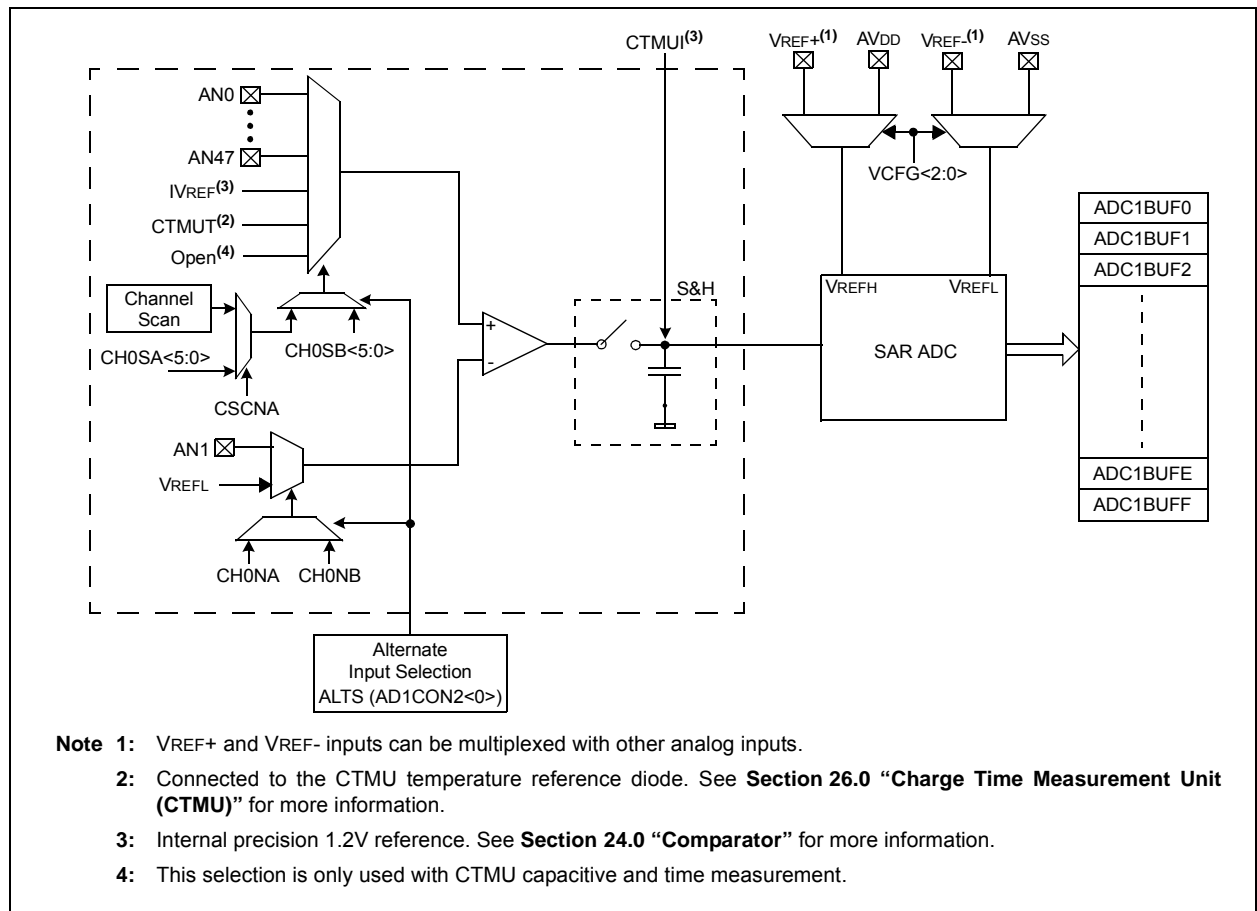 CTMUI(3)
VREF+(1) AVDD VREF-(1) AVSS
AN0
AN47
IVREF(3)
CTMUT(2)
Open(4)
VCFG<2:0>
Channel
Scan
CH0SA<5:0>
CH0SB<5:0>
CSCNA
+
-
S&H
VREFH VREFL
SAR ADC
ADC1BUF0
ADC1BUF1
ADC1BUF2
ADC1BUFE
ADC1BUFF
AN1
VREFL
CH0NA CH0NB
Alternate
Input Selection
ALTS (AD1CON2<0>)
Note 1: VREF+ and VREF- inputs can be multiplexed with other analog inputs.
2: Connected to the CTMU temperature reference diode. See Section 26.0 “Charge Time Measurement Unit
(CTMU)” for more information.
3: Internal precision 1.2V reference. See Section 24.0 “Comparator” for more information.
4: This selection is only used with CTMU capacitive and time measurement.